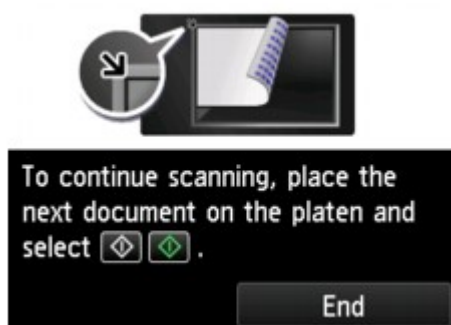 To continue scanning, place the
next document on the platen and
select .
End